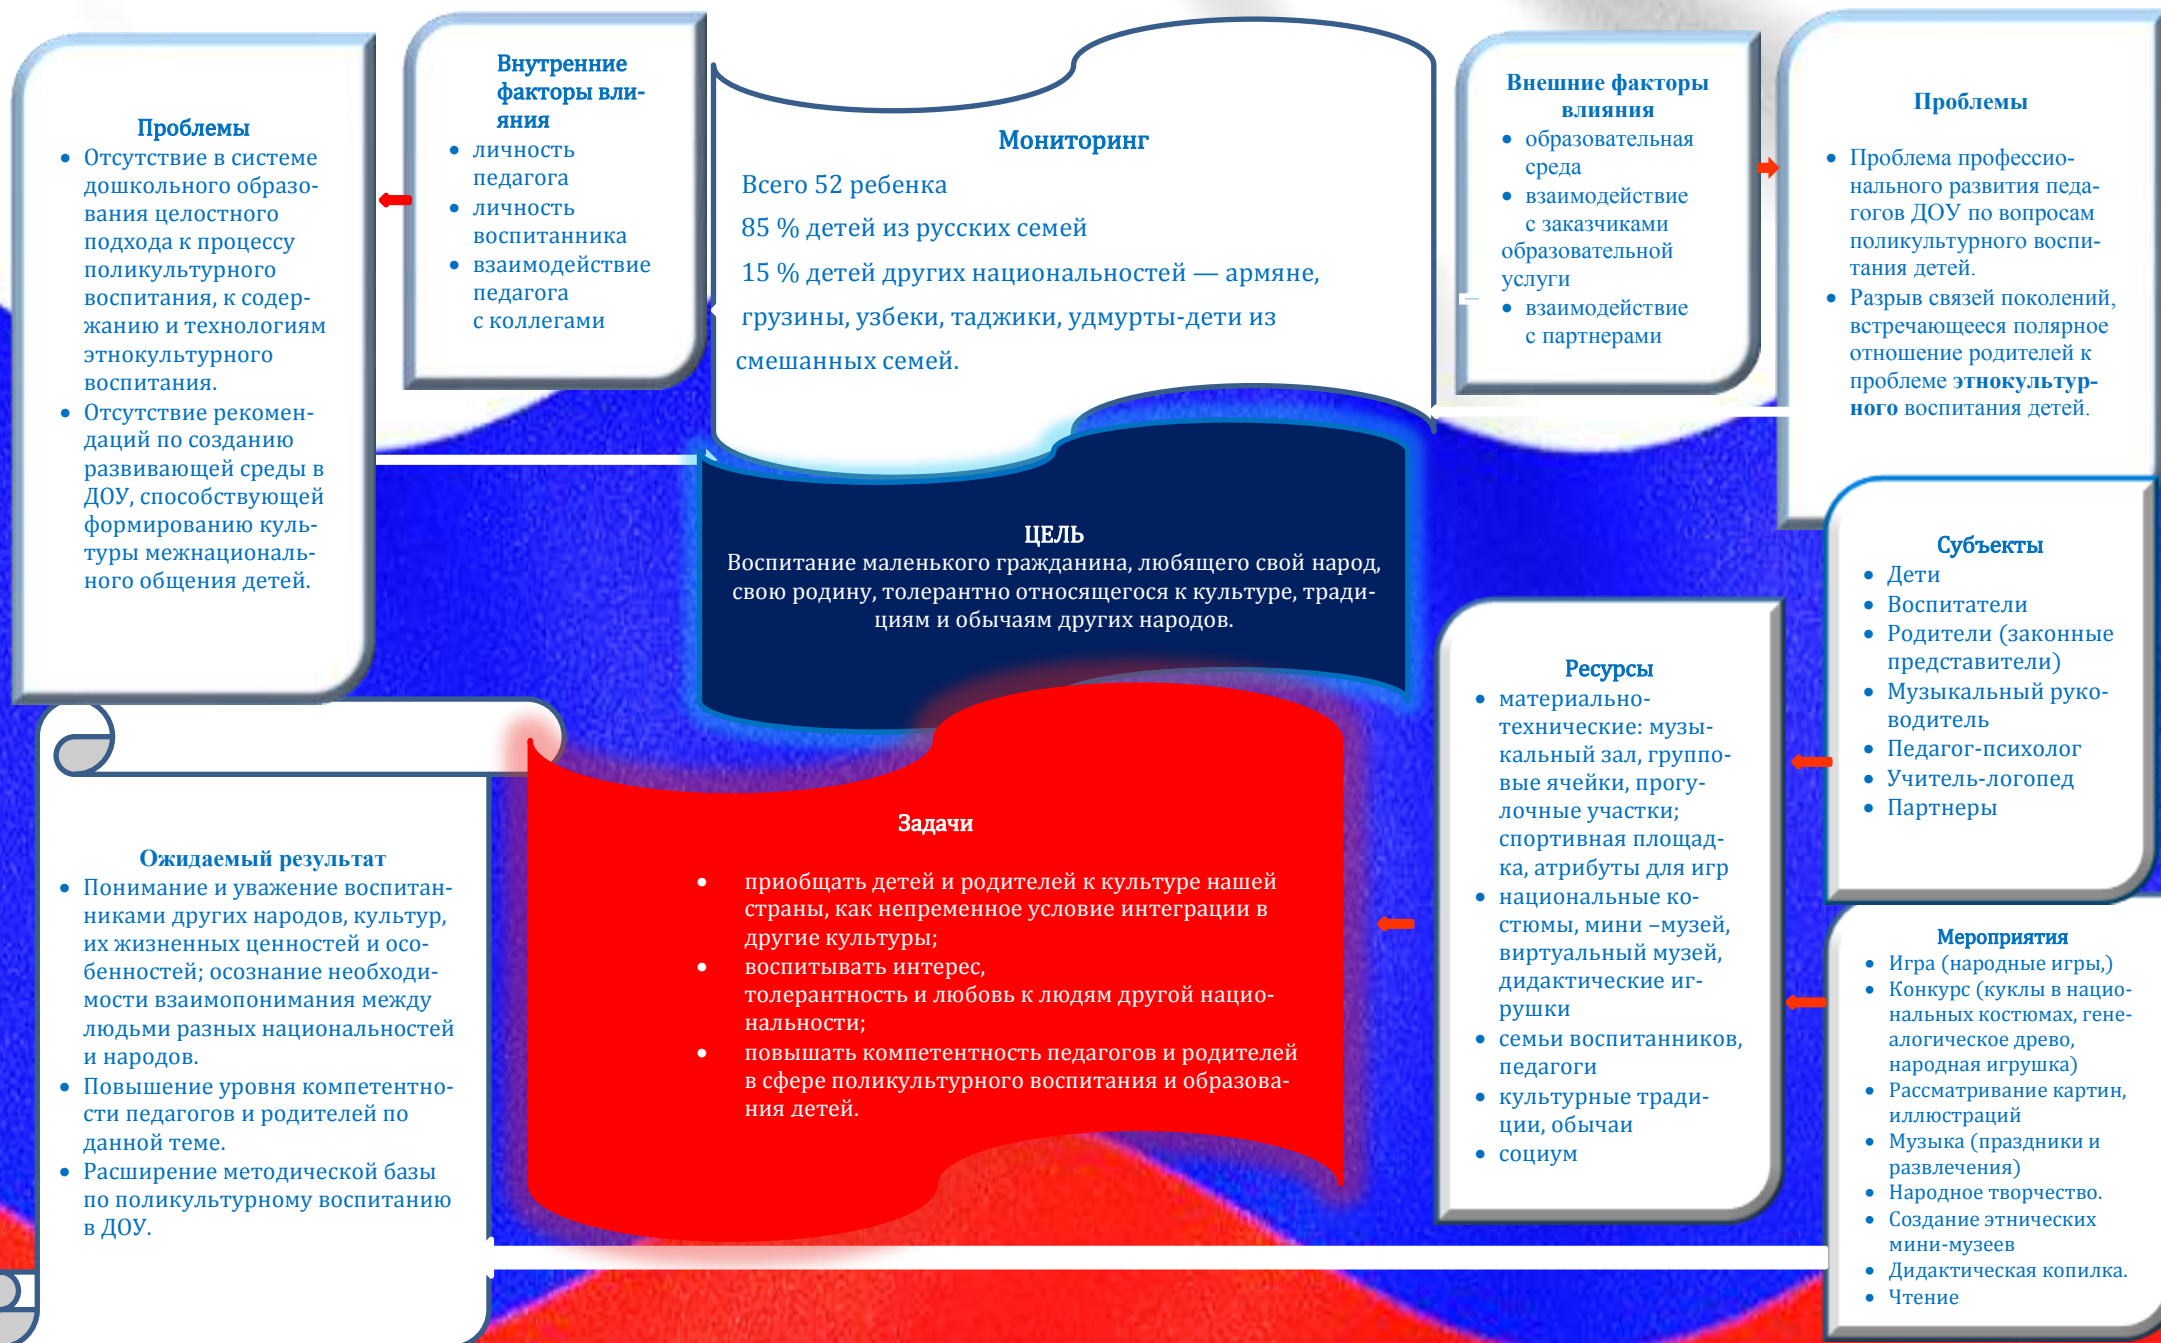 Проблемы
• Отсутствие в системе
дошкольного образо-
вания целостного
подхода к процессу
поликультурного
воспитания, к содер-
жанию и технологиям
этнокультурного
воспитания.
• Отсутствие рекомен-
даций по созданию
развивающей среды в
ДОУ, способствующей
формированию куль-
туры межнациональ-
ного общения детей.
Внутренние
факторы вли-
яния
• личность
педагога
• личность
воспитанника
• взаимодействие
педагога
с коллегами
Мониторинг
Всего 52 ребенка
85 % детей из русских семей
15 % детей других национальностей — армяне,
грузины, узбеки, таджики, удмурты-дети из
смешанных семей.
Внешние факторы
влияния
• образовательная
среда
• взаимодействие
с заказчиками
образовательной
услуги
• взаимодействие
с партнерами
Проблемы
• Проблема профессио-
нального развития педа-
гогов ДОУ по вопросам
поликультурного воспи-
тания детей.
• Разрыв связей поколений,
встречающееся полярное
отношение родителей к
проблеме этнокультур-
ного воспитания детей.
ЦЕЛЬ
Воспитание маленького гражданина, любящего свой народ,
свою родину, толерантно относящегося к культуре, тради-
циям и обычаям других народов.
Субъекты
• Дети
• Воспитатели
• Родители (законные
представители)
• Музыкальный руко-
водитель
• Педагог-психолог
• Учитель-логопед
• Партнеры
Ресурсы
• материально-
технические: музы-
кальный зал, группо-
вые ячейки, прогу-
лочные участки;
спортивная площад-
ка, атрибуты для игр
• национальные ко-
стюмы, мини –музей,
виртуальный музей,
дидактические иг-
рушки
• семьи воспитанников,
педагоги
• культурные тради-
ции, обычаи
• социум
Задачи
• приобщать детей и родителей к культуре нашей
страны, как непременное условие интеграции в
другие культуры;
• воспитывать интерес,
толерантность и любовь к людям другой нацио-
нальности;
• повышать компетентность педагогов и родителей
в сфере поликультурного воспитания и образова-
ния детей.
Ожидаемый результат
• Понимание и уважение воспитан-
никами других народов, культур,
их жизненных ценностей и осо-
бенностей; осознание необходи-
мости взаимопонимания между
людьми разных национальностей
и народов.
• Повышение уровня компетентно-
сти педагогов и родителей по
данной теме.
• Расширение методической базы
по поликультурному воспитанию
в ДОУ.
Мероприятия
• Игра (народные игры,)
• Конкурс (куклы в нацио-
нальных костюмах, гене-
алогическое древо,
народная игрушка)
• Рассматривание картин,
иллюстраций
• Музыка (праздники и
развлечения)
• Народное творчество.
• Создание этнических
мини-музеев
• Дидактическая копилка.
• Чтение